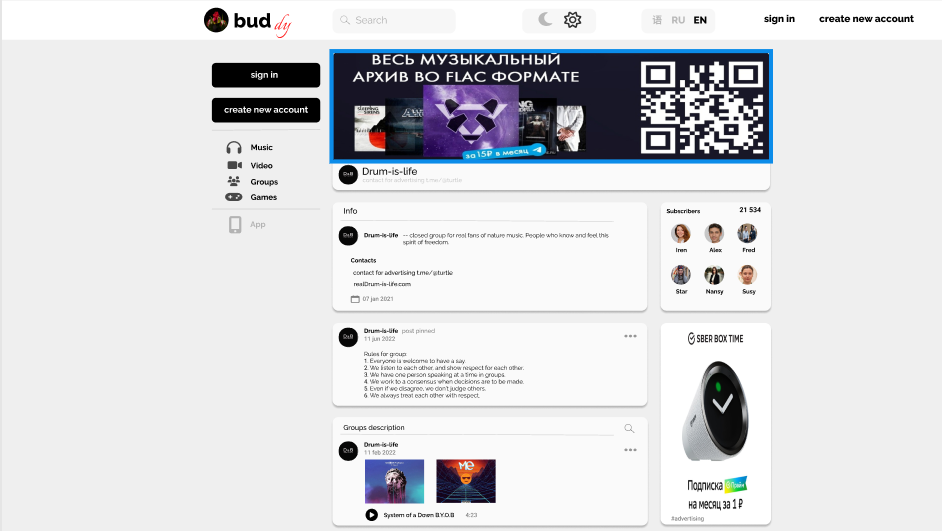 bud dy
Search
語 RU EN
sign in
create new account
sign in
create new account
Music
Video
Groups
Games
App
ВЕСЬ МУЗЫКАЛЬНЫЙ
АРХИВ ВО FLAC ФОРМАТЕ
за 15₽ в месяц
Drum-is-life
contact for advertising t.me/@turtle
Info
Drum-is-life -- closed group for real fans of nature music. People who know and feel this
spirit of freedom.
Contacts
contact for advertising t.me/@turtle
realDrum-is-life.com
07 jan 2021
Subscribers 21 534
Iren Alex Fred
Star Nansy Susy
Drum-is-life post pinned
11 jun 2022
Rules for group:
1. Everyone is welcome to have a say.
2. We listen to each other, and show respect for each other.
3. We have one person speaking at a time in groups.
4. We work to a consensus when decisions are to be made.
5. Even if we disagree, we don't judge others.
6. We always treat each other with respect.
SBER BOX TIME
Подписка Прайм
на месяц за 1 ₽
#advertising
Groups description
Drum-is-life
11 feb 2022
ME
System of a Down B.Y.O.B 4:23